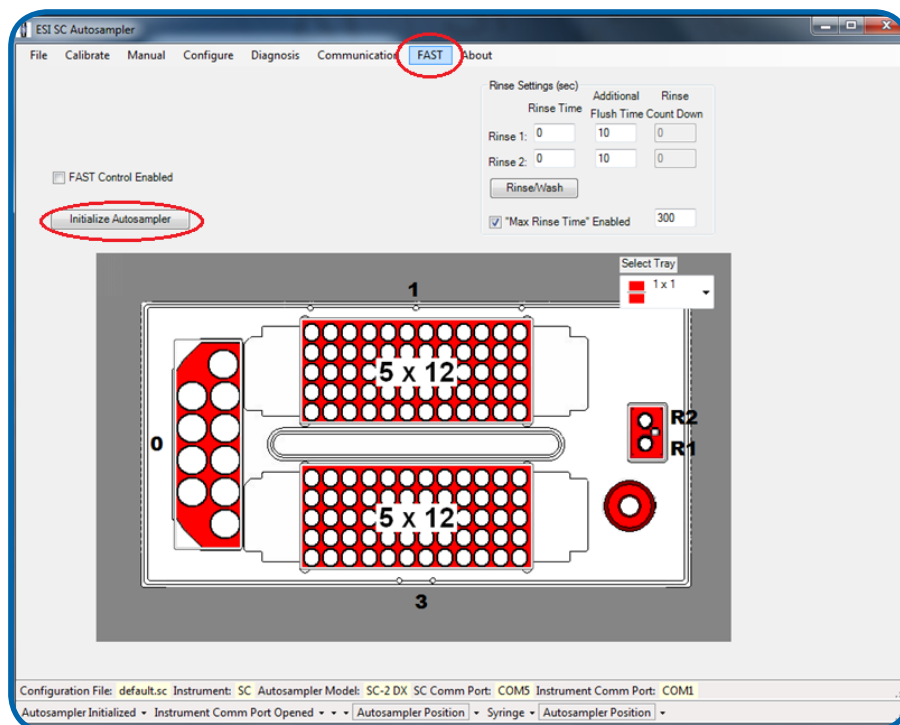 ESI SC Autosampler
File Calibrate Manual Configure Diagnosis Communication FAST About
Rinse Settings (sec)
Rinse Time Additional Flush Time Rinse Count Down
Rinse 1: 0 10 0
Rinse 2: 0 10 0
Rinse/Wash
"Max Rinse Time" Enabled 300
FAST Control Enabled
Initialize Autosampler
Select Tray
1 x 1
1
5 x 12
0
R2
R1
5 x 12
3
Configuration File: default.sc Instrument: SC Autosampler Model: SC-2 DX SC Comm Port: COM5 Instrument Comm Port: COM1
Autosampler Initialized Instrument Comm Port Opened Autosampler Position Syringe Autosampler Position